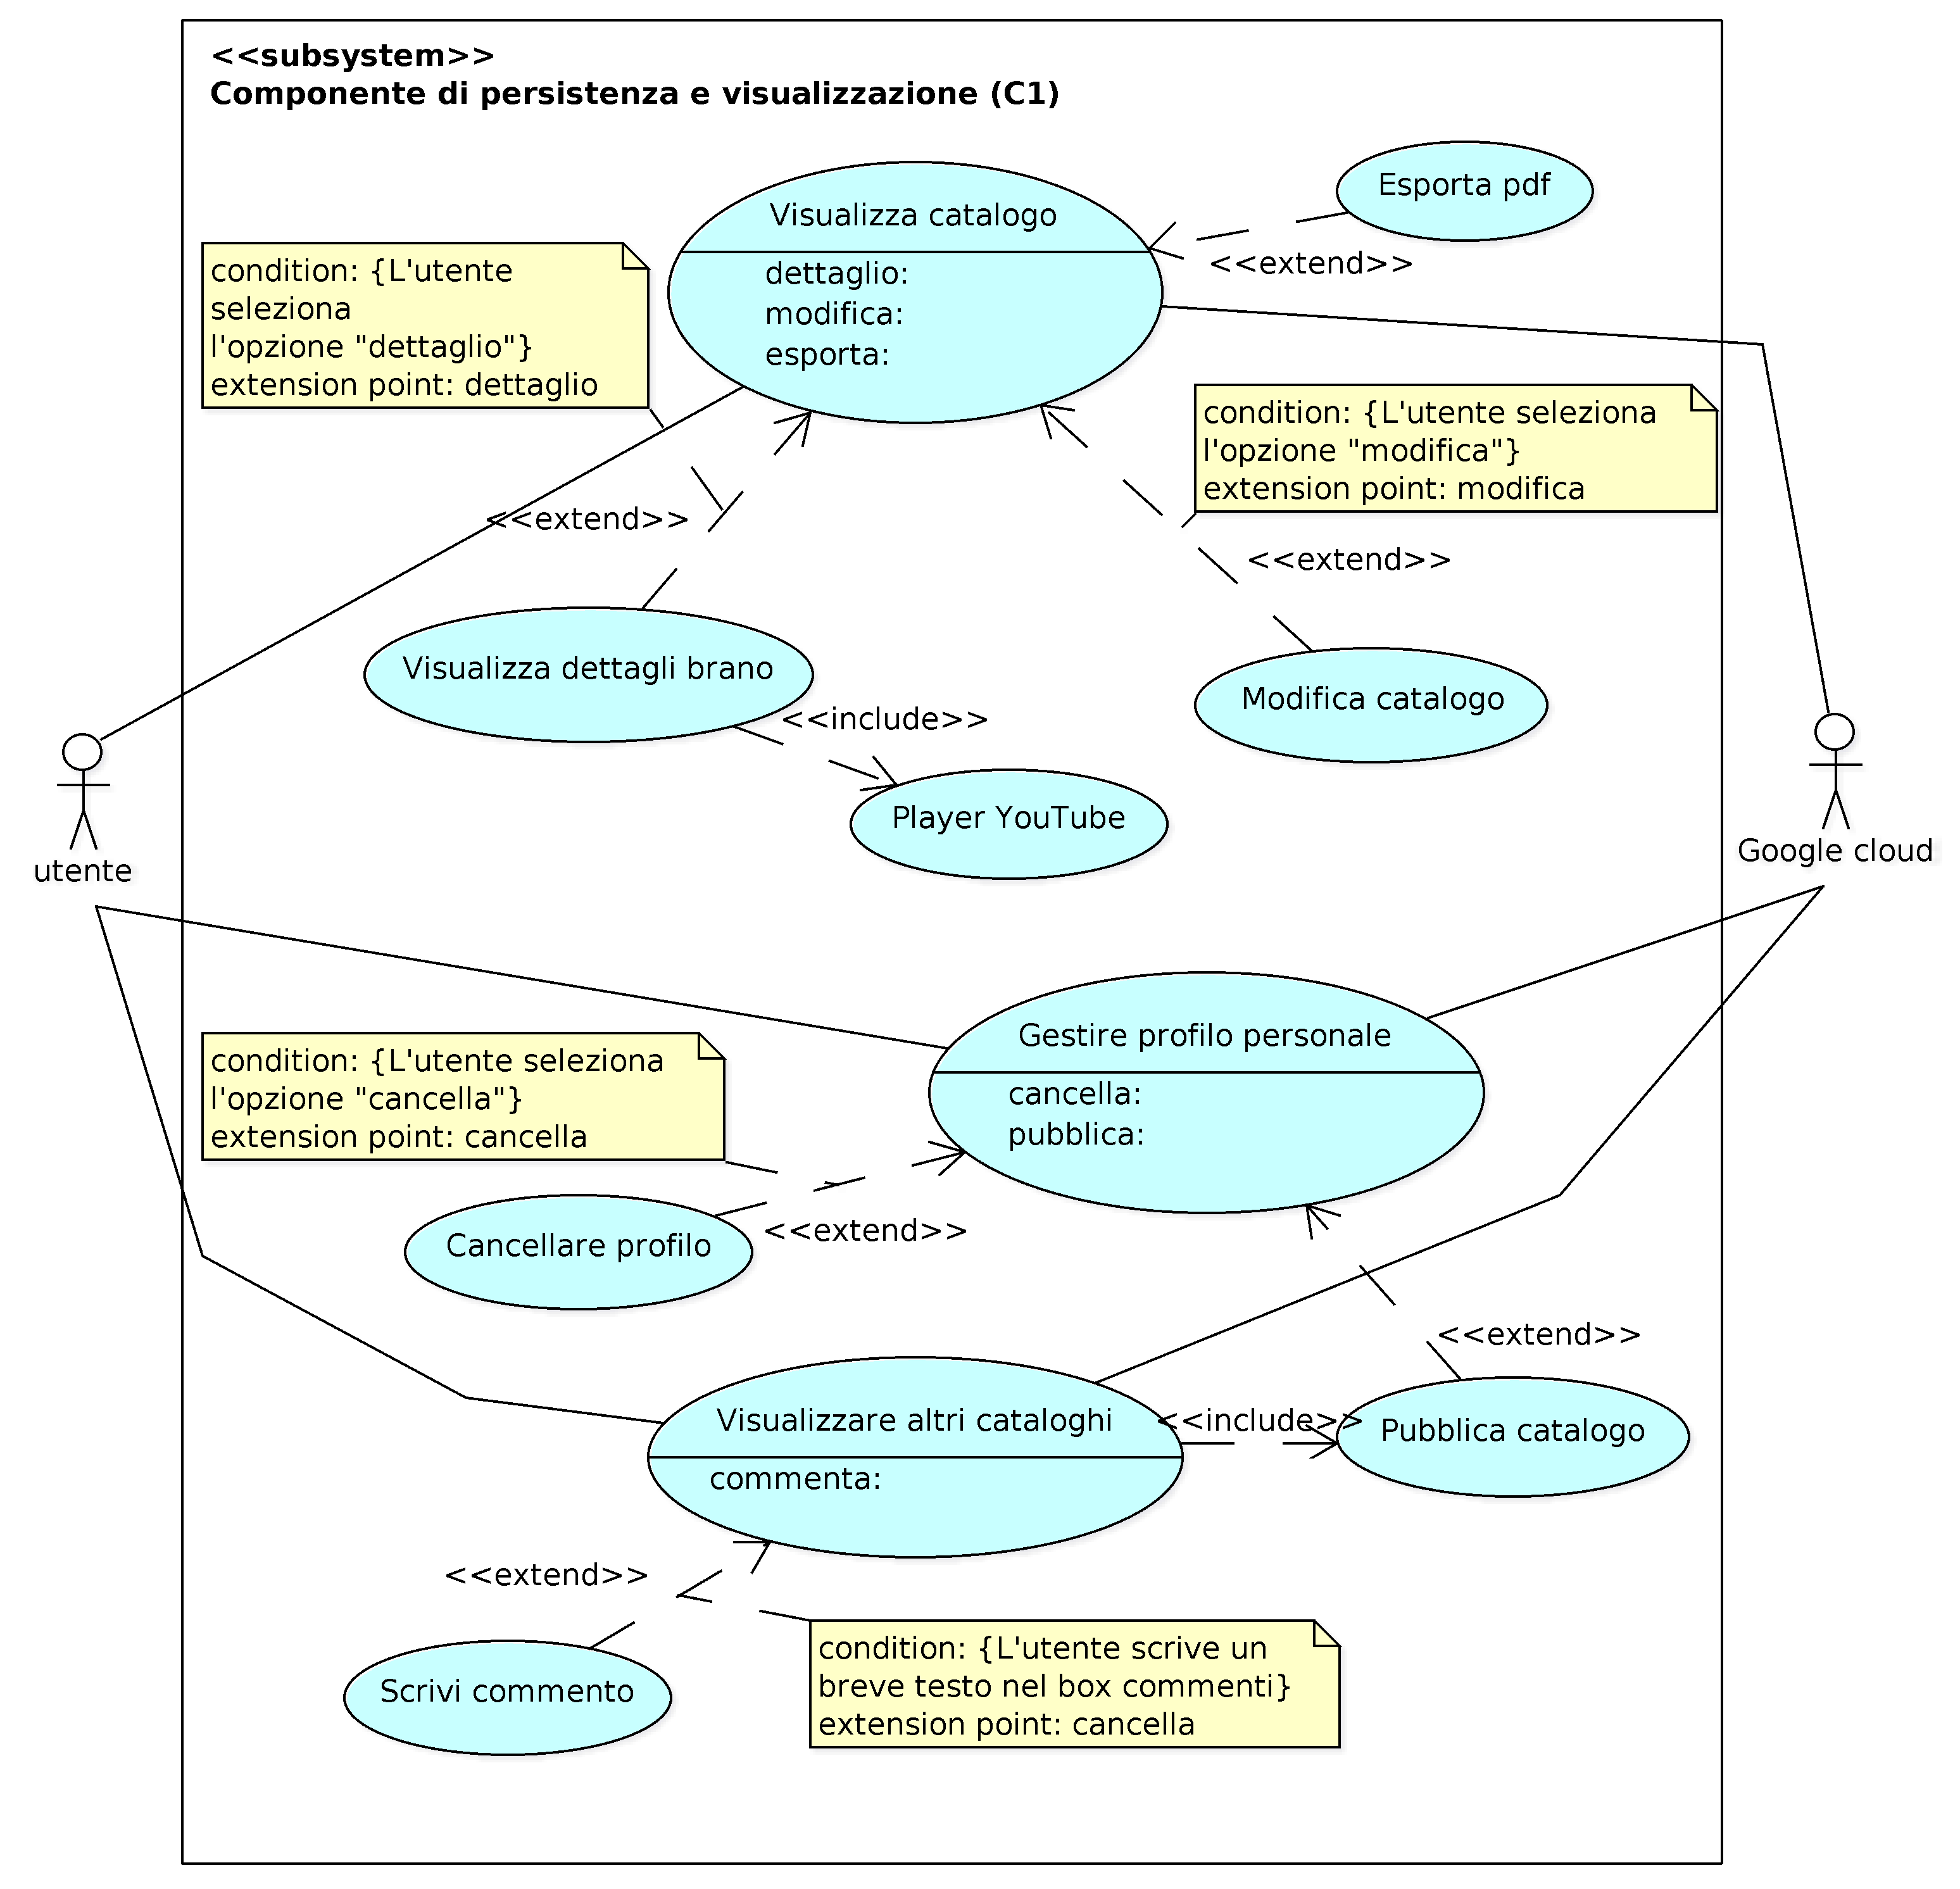 <<subsystem>>
Componente di persistenza e visualizzazione (C1)
Esporta pdf
Visualizza catalogo
<<extend>>
dettaglio:
modifica:
esporta:
condition: {L'utente
seleziona
l'opzione "dettaglio"}
extension point: dettaglio
condition: {L'utente seleziona
l'opzione "modifica"}
extension point: modifica
<<extend>>
<<extend>>
Visualizza dettagli brano
Modifica catalogo
<<include>>
Player YouTube
utente
Google cloud
Gestire profilo personale
cancella:
pubblica:
condition: {L'utente seleziona
l'opzione "cancella"}
extension point: cancella
<<extend>>
Cancellare profilo
<<extend>>
Visualizzare altri cataloghi
commenta:
<<include>>
Pubblica catalogo
<<extend>>
Scrivi commento
condition: {L'utente scrive un
breve testo nel box commenti}
extension point: cancella